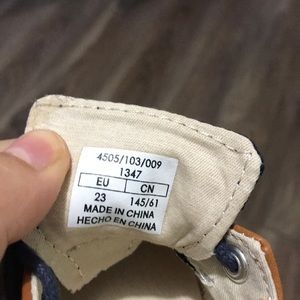 4505/103/009
1347
EU CN
23 145/61
MADE IN CHINA
HECHO EN CHINA